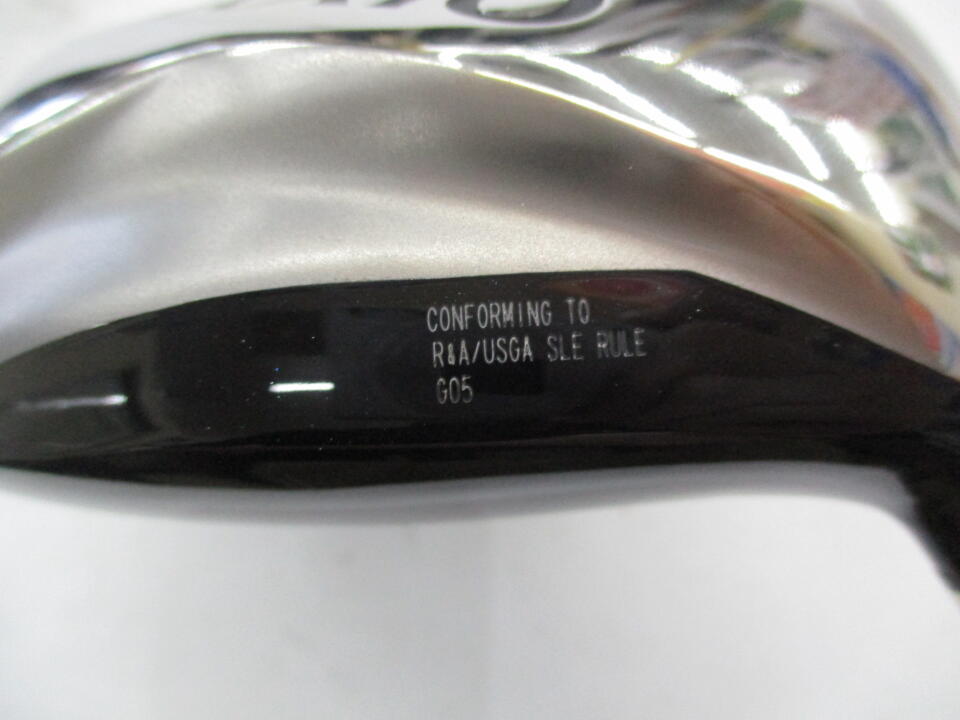 CONFORMING TO
R&A/USGA SLE RULE
G05